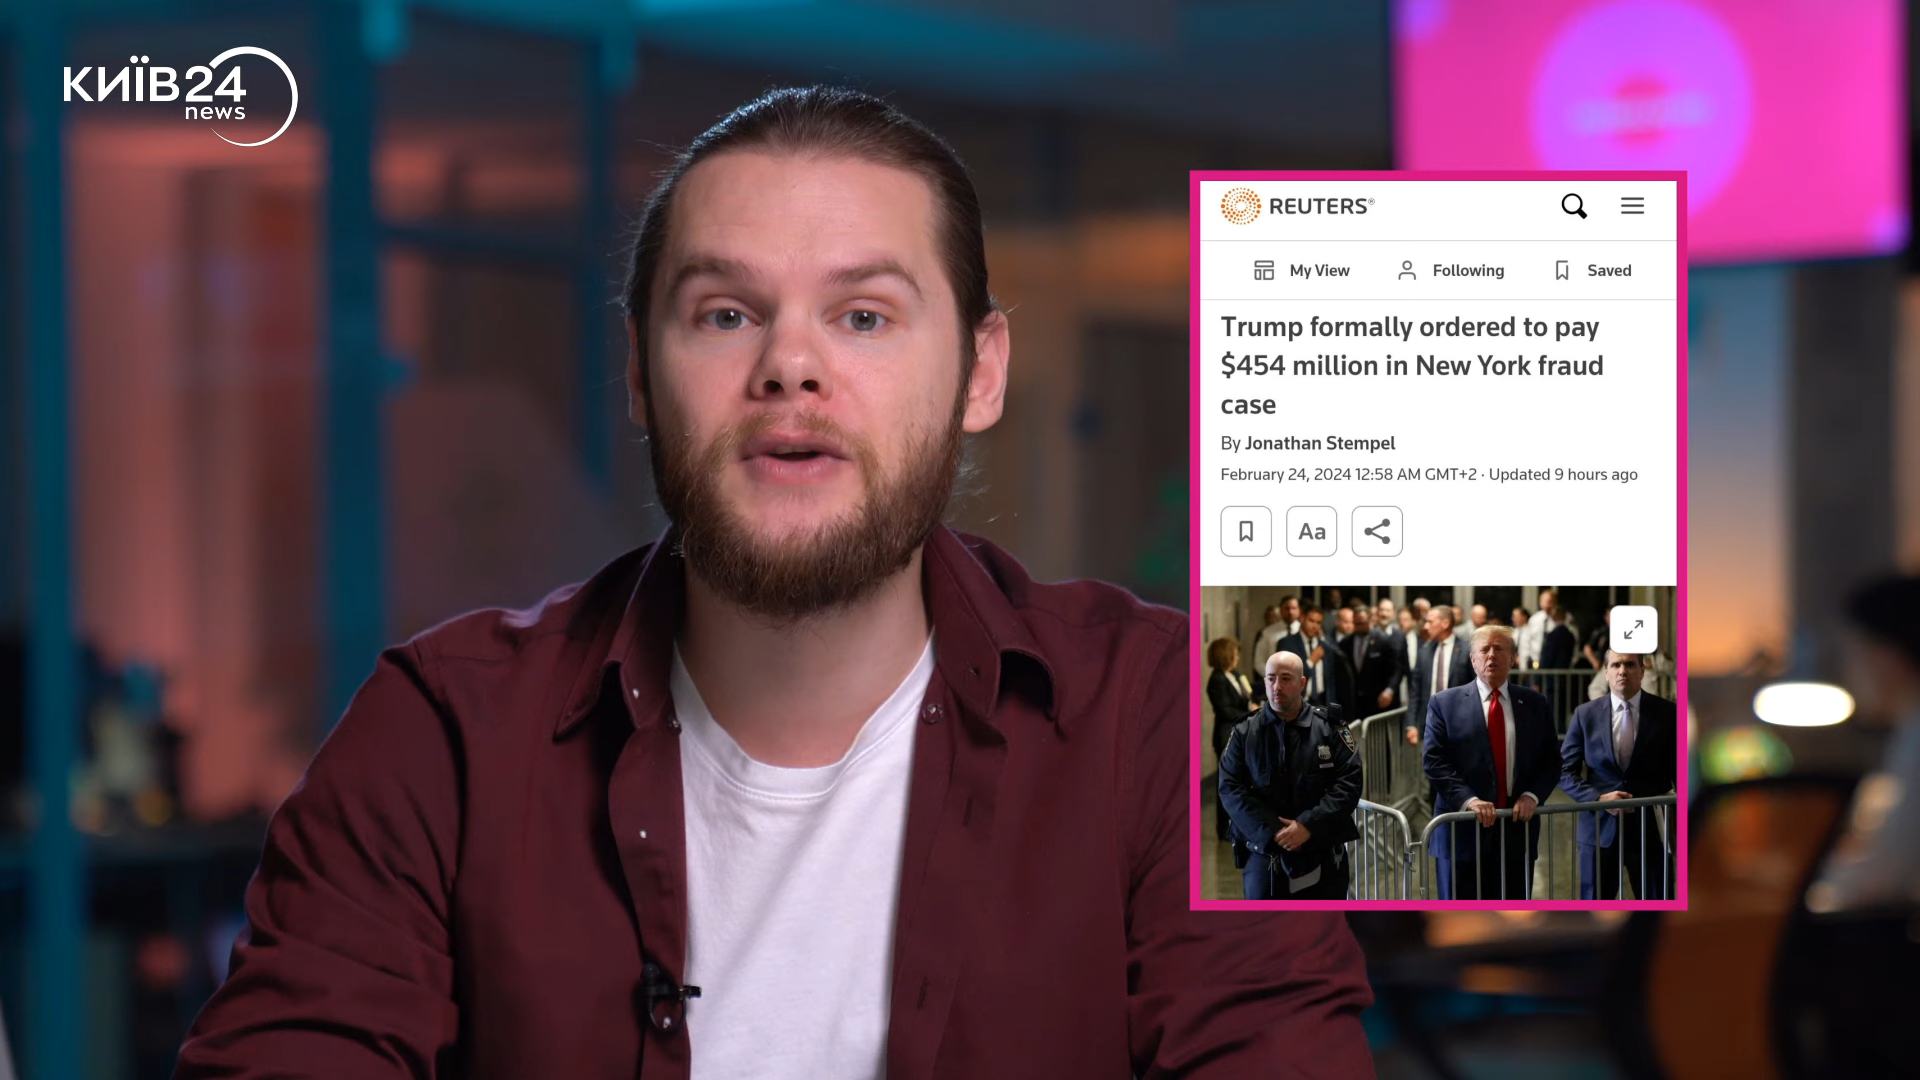 КИЇВ24
news
REUTERS®
My View Following Saved
Trump formally ordered to pay
$454 million in New York fraud
case
By Jonathan Stempel
February 24, 2024 12:58 AM GMT+2 · Updated 9 hours ago
Aa